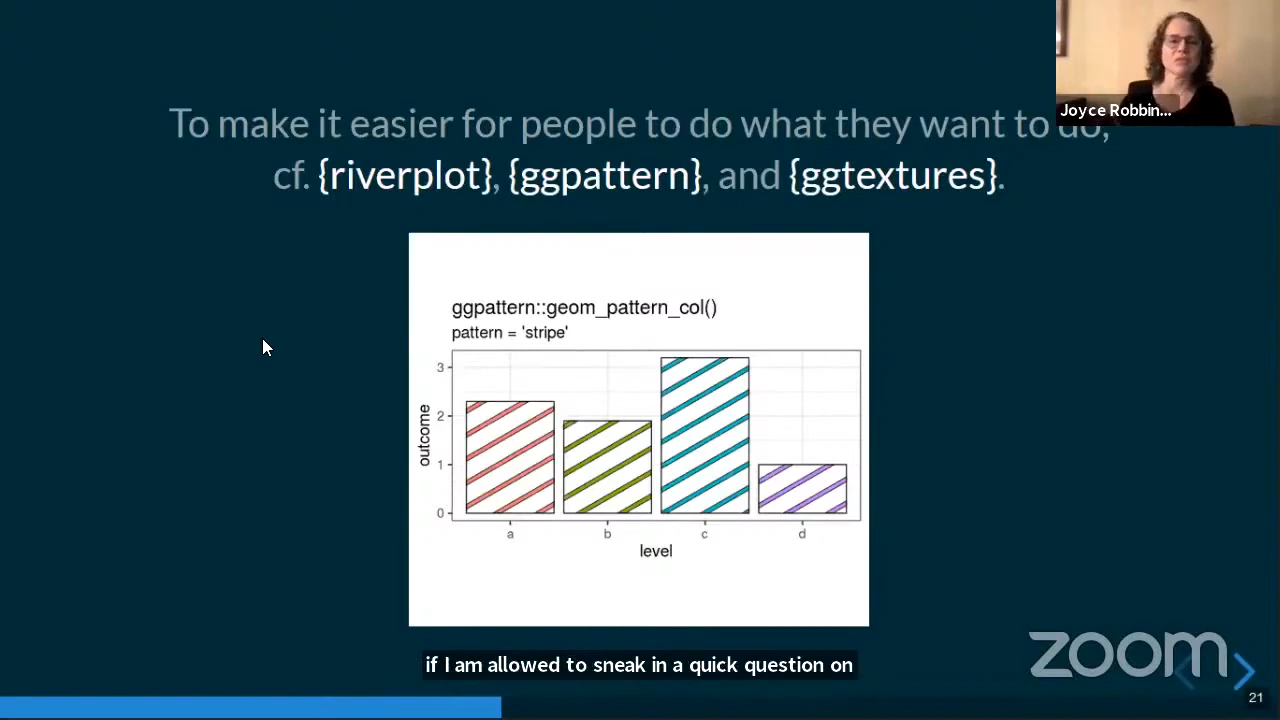 To make it easier for people to do what they want to do,
cf. {riverplot}, {ggpattern}, and {ggtextures}.
Joyce Robbin...
ggpattern::geom_pattern_col()
pattern = 'stripe'
3
2
1
0
outcome
a b c d
level
if I am allowed to sneak in a quick question on
zoom
21